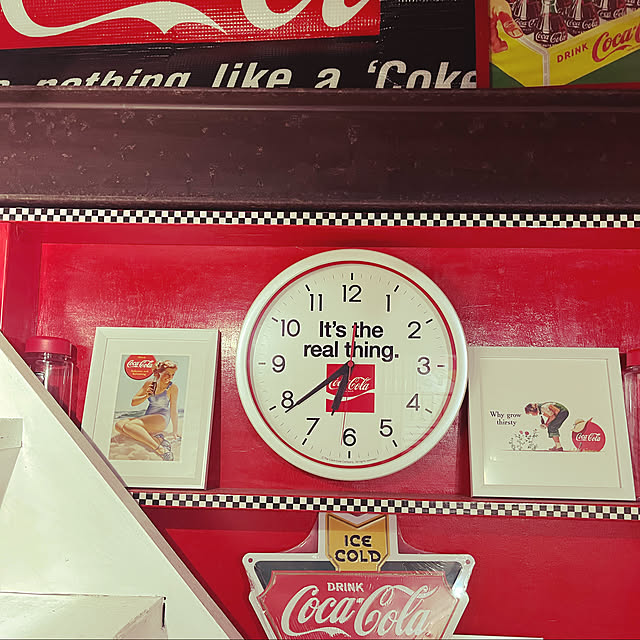 nothing like a 'Coke
DRINK Coca-C
12
1
2
3
4
5
6
7
8
9
10
11
It's the
real thing.
Coca-Cola
Coca-Cola
Why grow
thirsty
Coca-Cola
ICE
COLD
DRINK
Coca-Cola